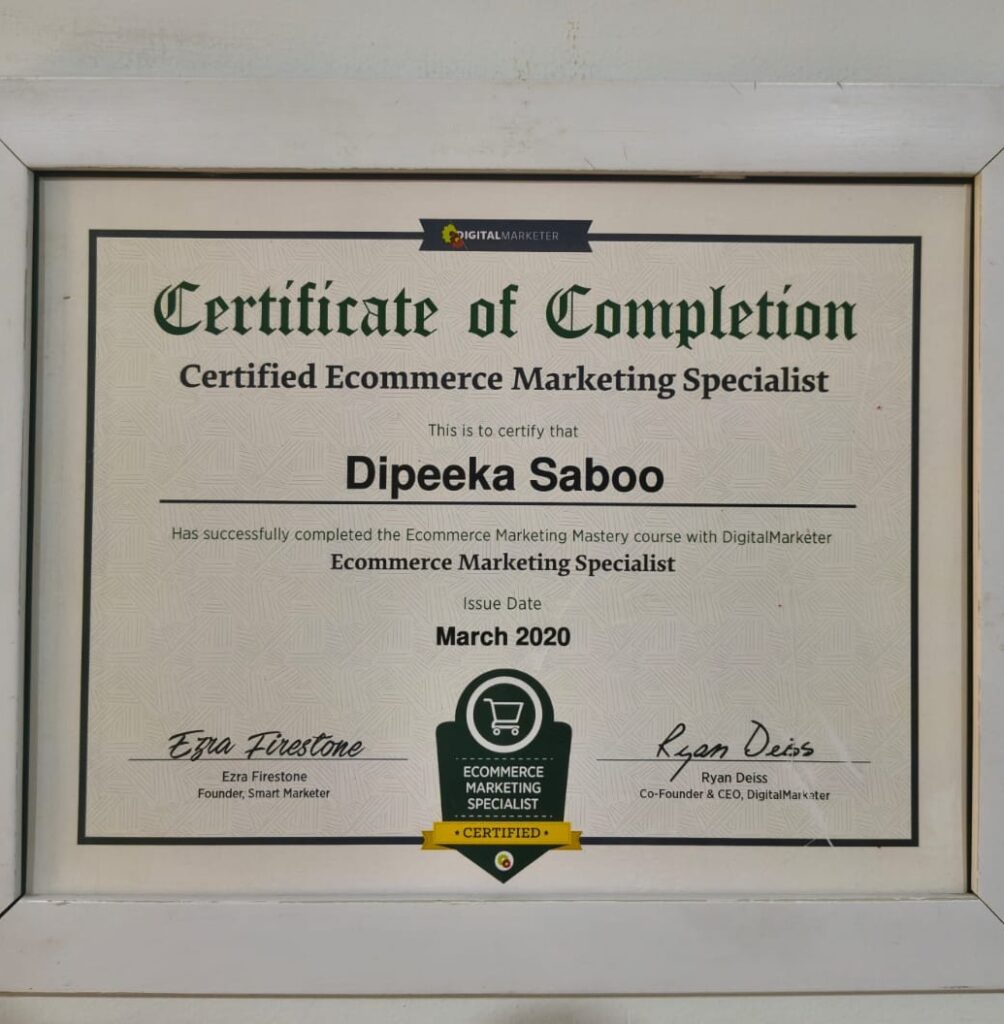 DIGITALMARKETER
Certificate of Completion
Certified Ecommerce Marketing Specialist
This is to certify that
Dipeeka Saboo
Has successfully completed the Ecommerce Marketing Mastery course with DigitalMarketer
Ecommerce Marketing Specialist
Issue Date
March 2020
Ezra Firestone
Ezra Firestone
Founder, Smart Marketer
Ryan Deiss
Ryan Deiss
Co-Founder & CEO, DigitalMarketer
ECOMMERCE
MARKETING
SPECIALIST
CERTIFIED